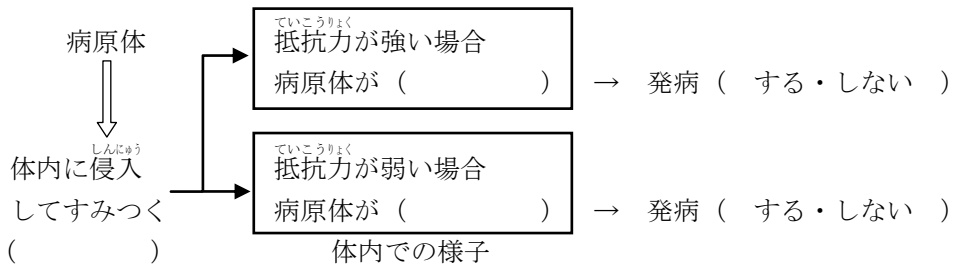 病原体
体内に侵入
しんにゅう
してすみつく
( )
ていこうりょく
抵抗力が強い場合
病原体が ( )
→ 発病 ( する・しない )
ていこうりょく
抵抗力が弱い場合
病原体が ( )
→ 発病 ( する・しない )
体内での様子